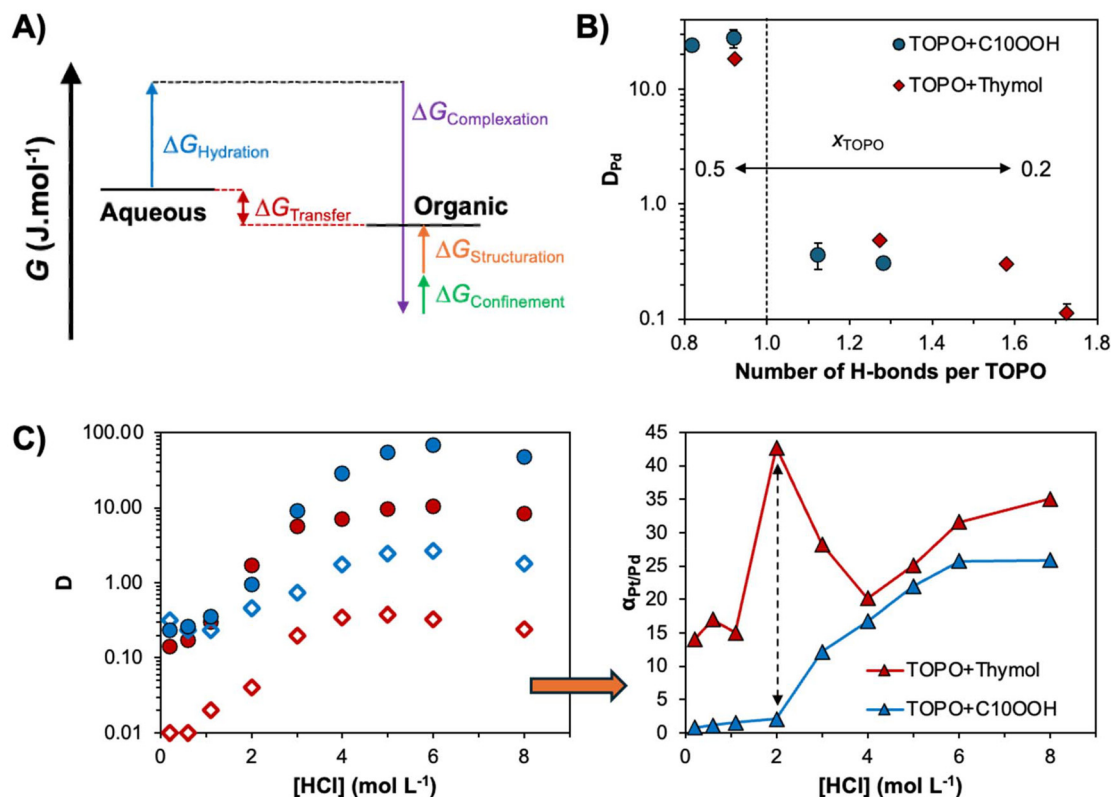 A)
G (J.mol-1)
ΔGHydration
ΔGComplexation
Aqueous
ΔGTransfer
Organic
ΔGStructuration
ΔGConfinement
B)
TOPO+C10OOH
TOPO+Thymol
DPd
10.0
1.0
0.1
0.5
xTOPO
0.2
0.8 1.0 1.2 1.4 1.6 1.8
Number of H-bonds per TOPO
C)
D
100.00
10.00
1.00
0.10
0.01
0 2 4 6 8
[HCl] (mol L-1)
αPt/Pd
45
40
35
30
25
20
15
10
5
0
TOPO+Thymol
TOPO+C10OOH
0 2 4 6 8
[HCl] (mol L-1)